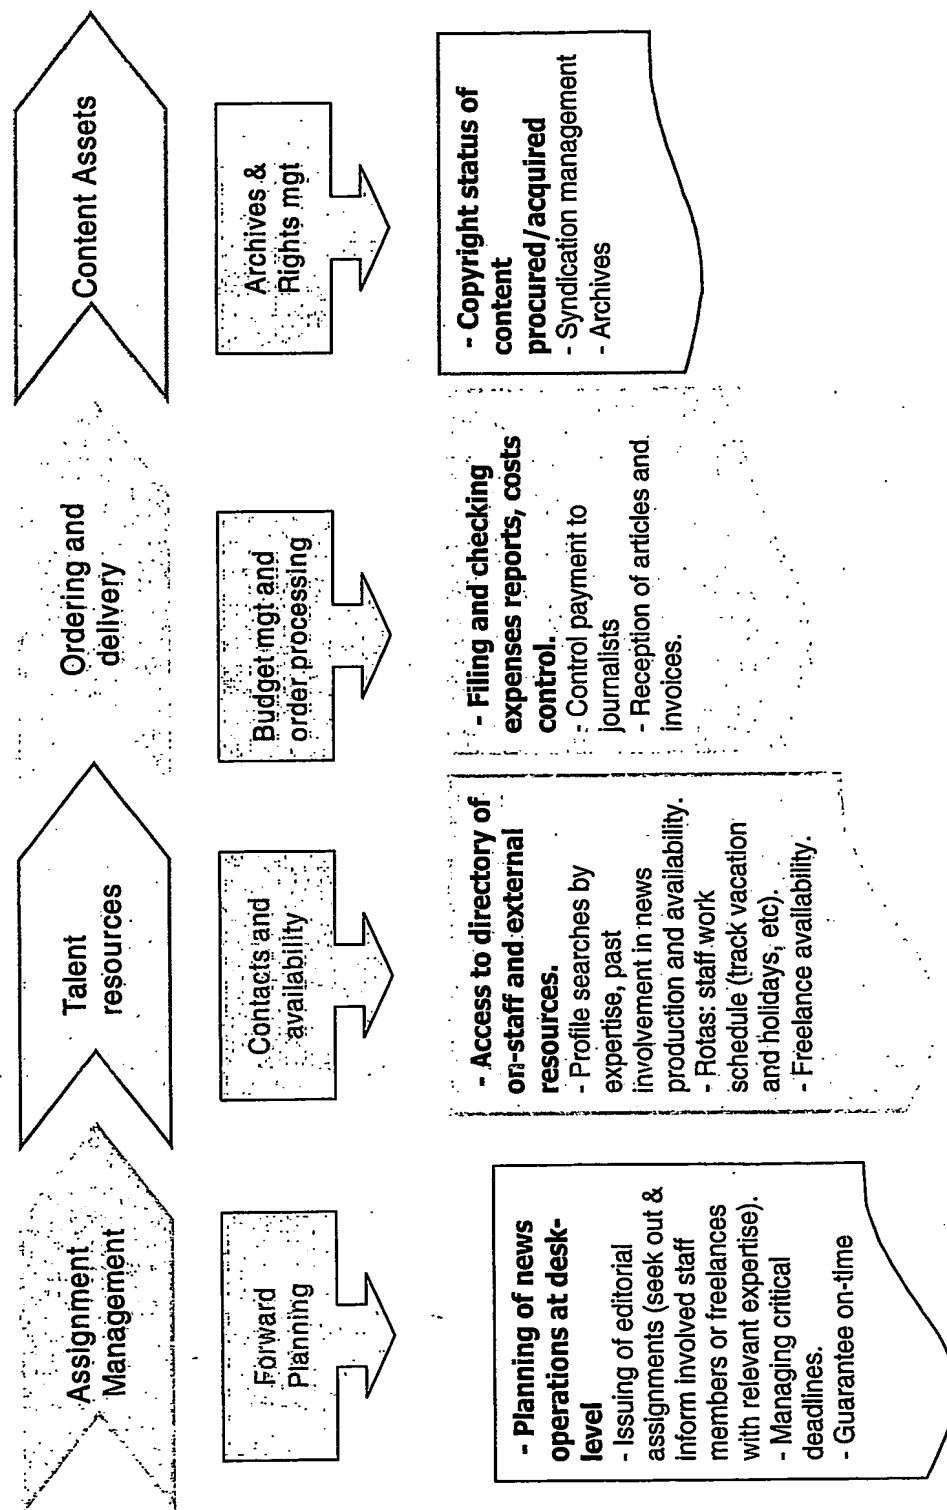 Assignment
Management
Talent
resources
Ordering and
delivery
Content Assets
Forward
Planning
Contacts and
availability
Budget mgt and
order processing
Archives &
Rights mgt
- Planning of news
operations at desk-
level
- Issuing of editorial
assignments (seek out &
inform involved staff
members or freelances
with relevant expertise).
- Managing critical
deadlines.
- Guarantee on-time
- Access to directory of
on-staff and external
resources.
- Profile searches by
expertise, past
involvement in news
production and availability.
- Rotas: staff work
schedule (track vacation
and holidays, etc).
- Freelance availability.
- Filing and checking
expenses reports, costs
control.
- Control payment to
journalists
- Reception of articles and
invoices.
- Copyright status of
content
procured/acquired
- Syndication management
- Archives